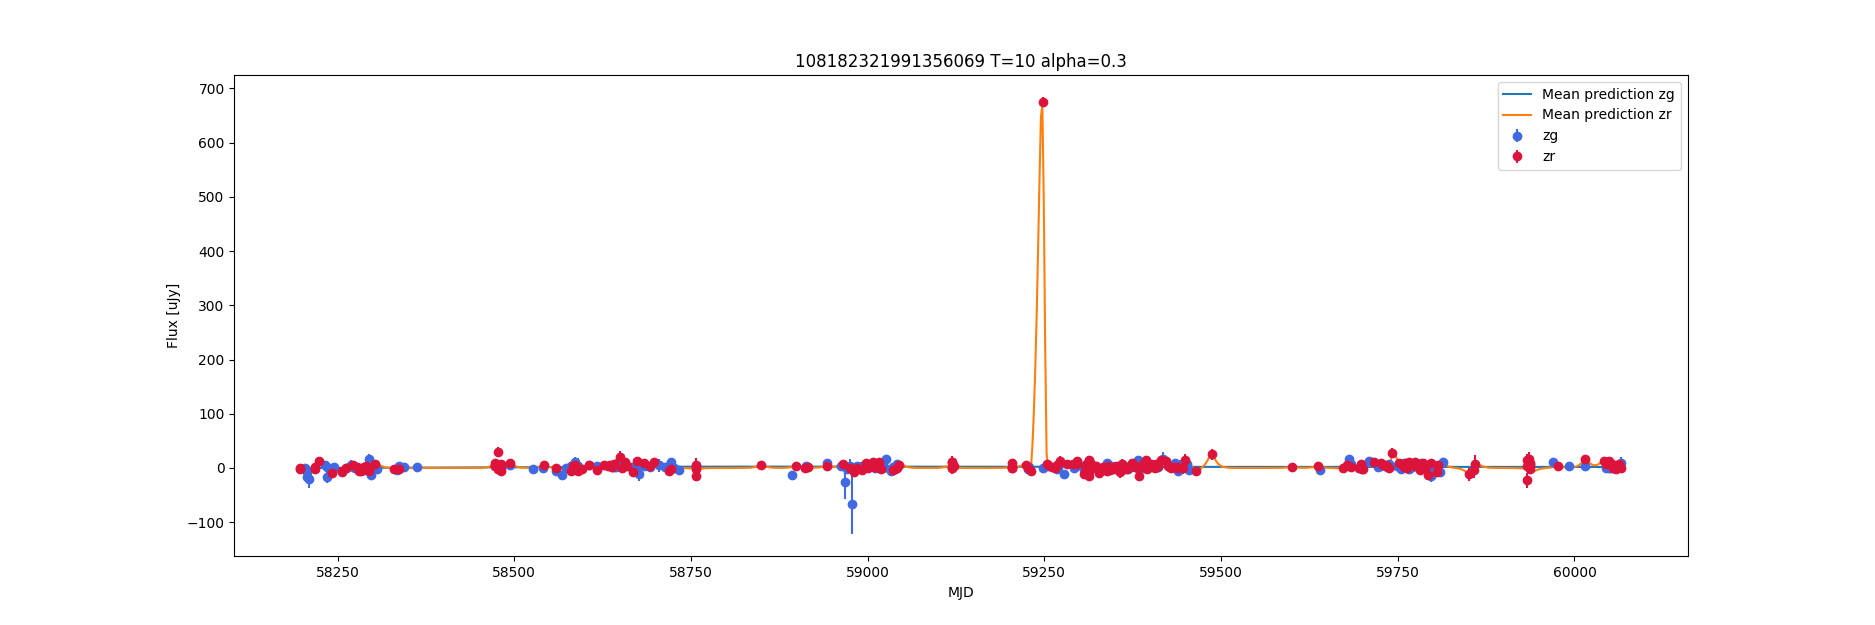 108182321991356069 T=10 alpha=0.3
Mean prediction zg
Mean prediction zr
zg
zr
Flux [uJy]
700
600
500
400
300
200
100
0
−100
58250
58500
58750
59000
59250
59500
59750
60000
MJD